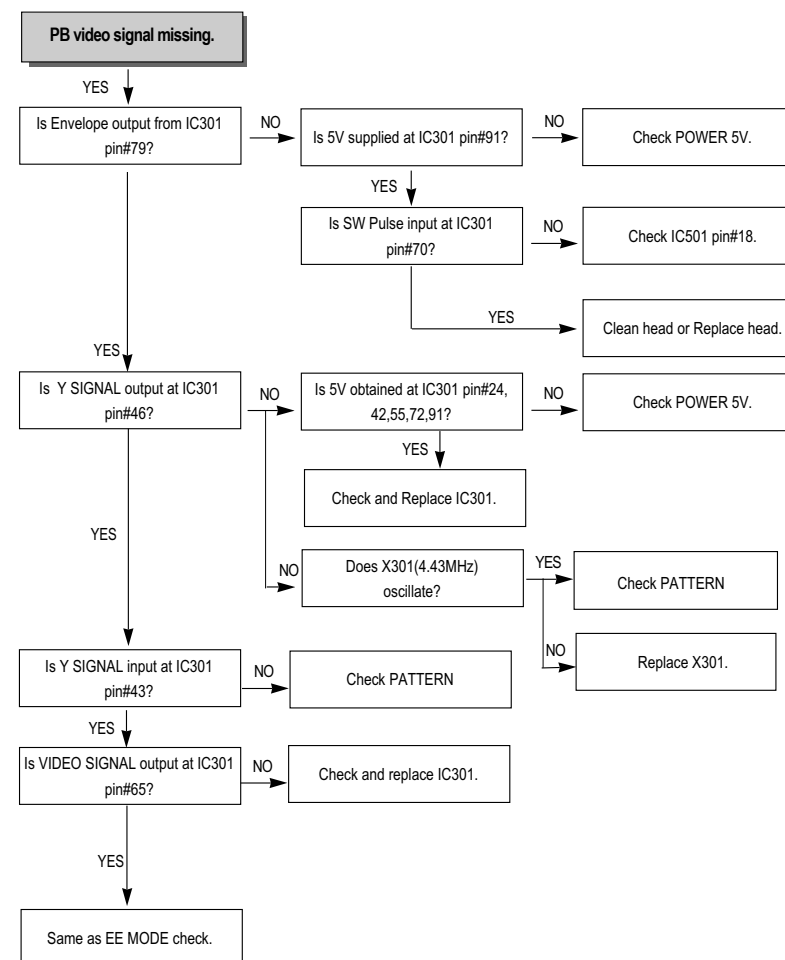 PB video signal missing.
YES
Is Envelope output from IC301
pin#79?
NO
Is 5V supplied at IC301 pin#91?
NO
Check POWER 5V.
YES
Is SW Pulse input at IC301
pin#70?
NO
Check IC501 pin#18.
YES
Clean head or Replace head.
YES
Is Y SIGNAL output at IC301
pin#46?
NO
Is 5V obtained at IC301 pin#24,
42,55,72,91?
NO
Check POWER 5V.
YES
Check and Replace IC301.
YES
NO
Does X301(4.43MHz)
oscillate?
YES
Check PATTERN
NO
Replace X301.
Is Y SIGNAL input at IC301
pin#43?
NO
Check PATTERN
YES
Is VIDEO SIGNAL output at IC301
pin#65?
NO
Check and replace IC301.
YES
Same as EE MODE check.